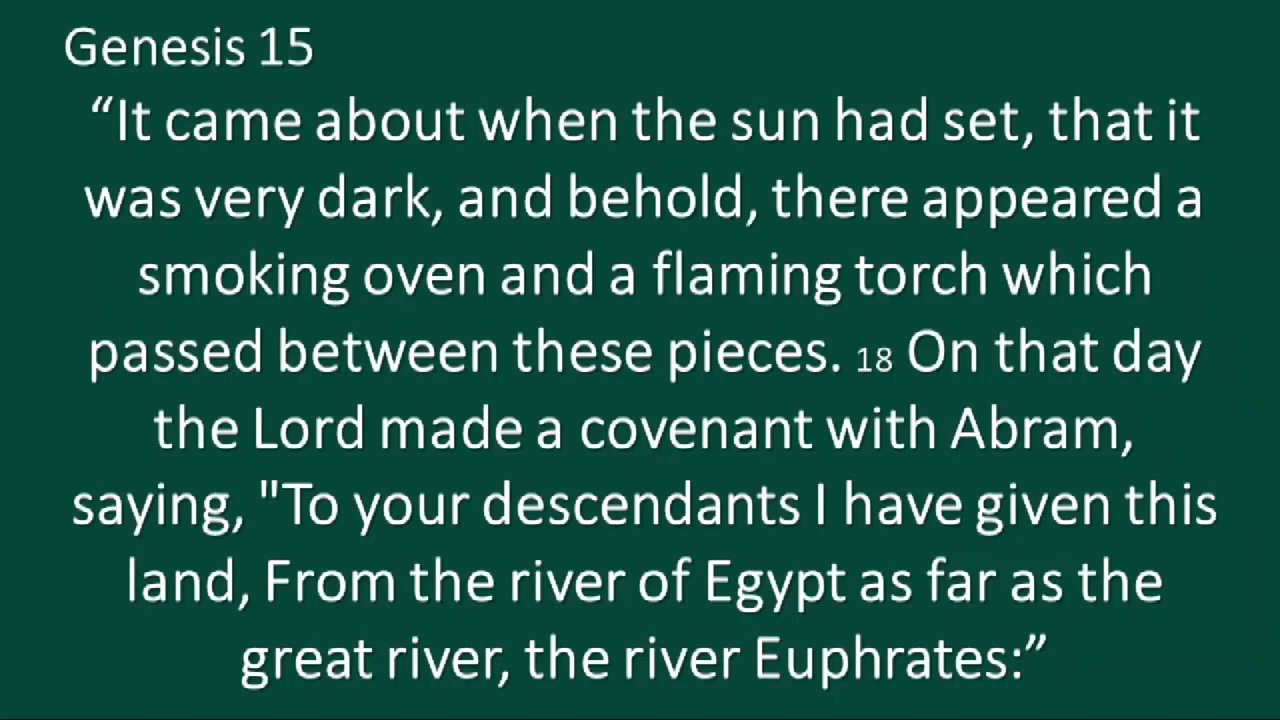 Genesis 15
“It came about when the sun had set, that it
was very dark, and behold, there appeared a
smoking oven and a flaming torch which
passed between these pieces. 18 On that day
the Lord made a covenant with Abram,
saying, "To your descendants I have given this
land, From the river of Egypt as far as the
great river, the river Euphrates:”